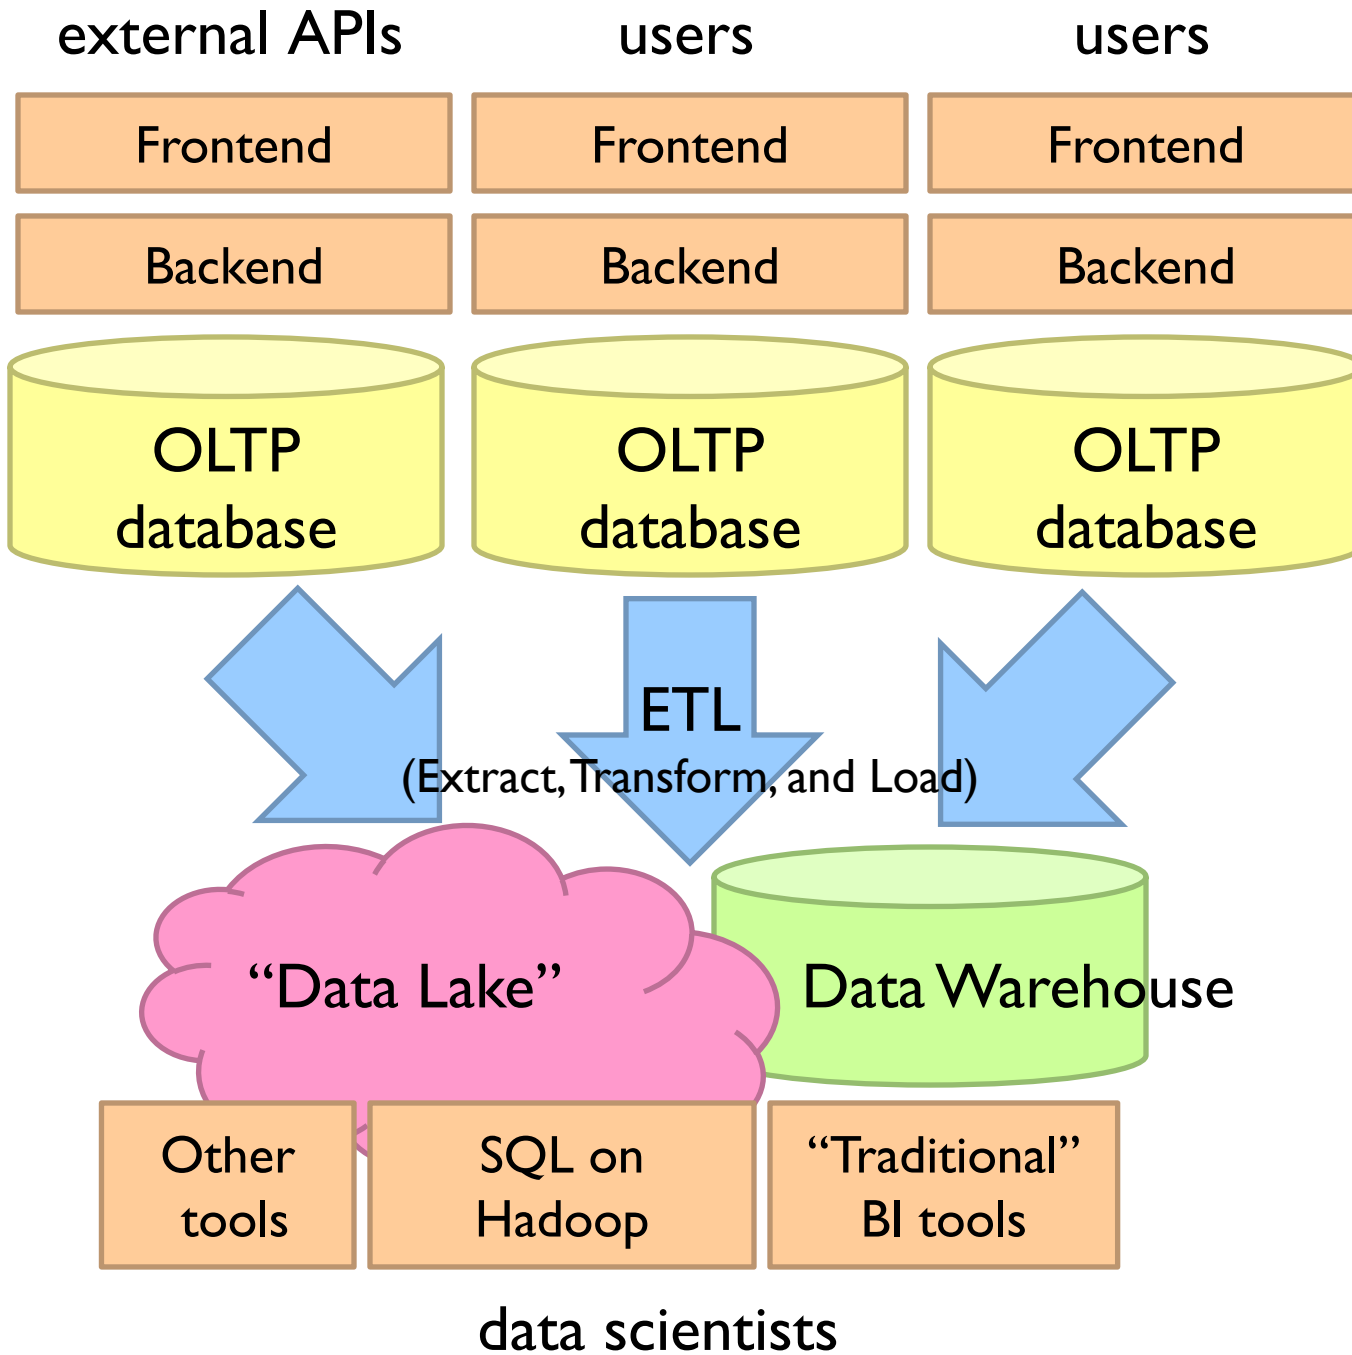 external APIs
users
users
Frontend
Frontend
Frontend
Backend
Backend
Backend
OLTP
database
OLTP
database
OLTP
database
ETL
(Extract, Transform, and Load)
“Data Lake”
Data Warehouse
Other
tools
SQL on
Hadoop
“Traditional”
BI tools
data scientists